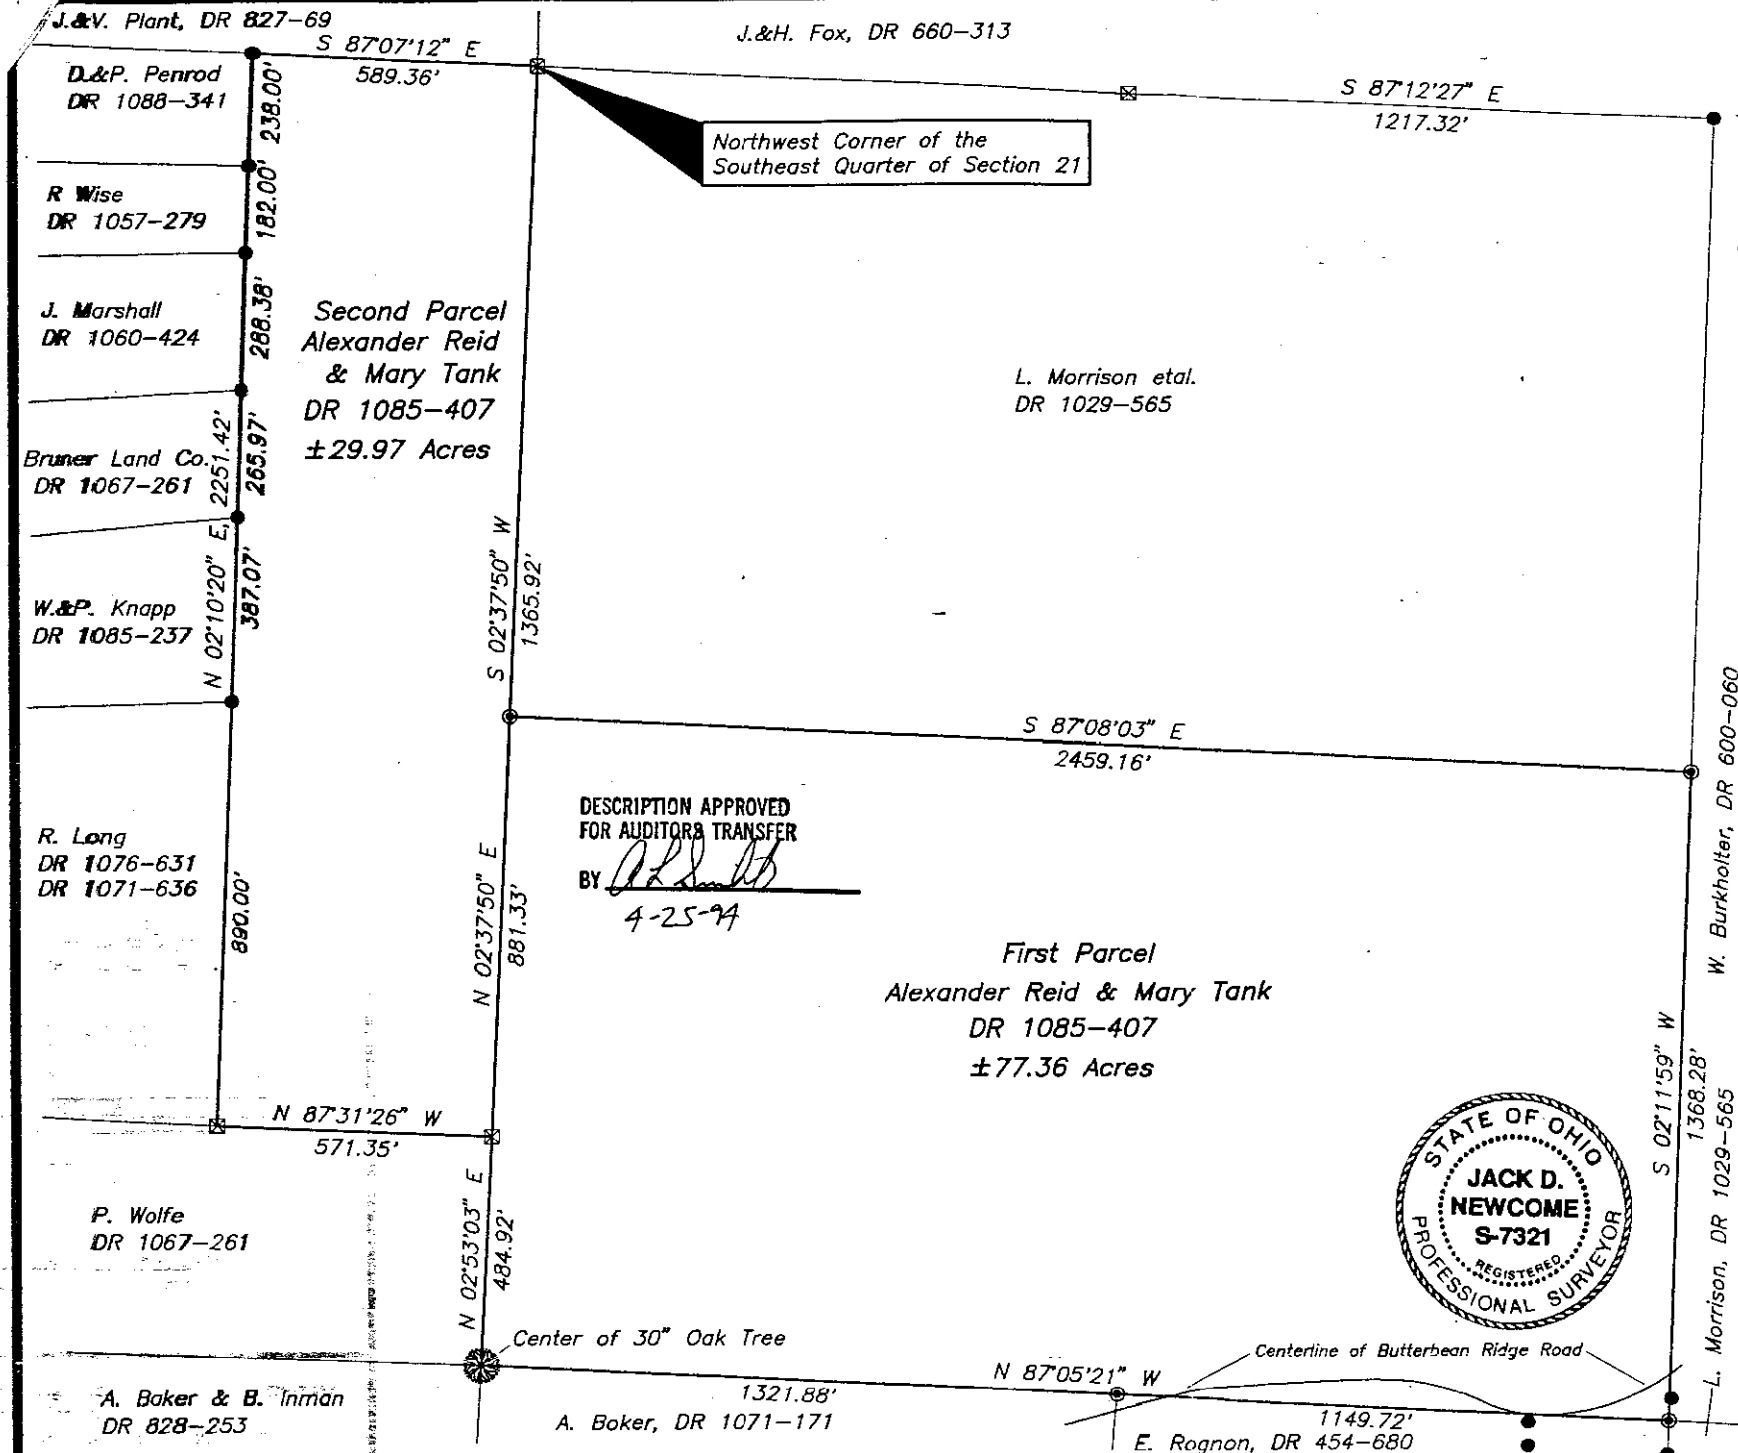 J.&V. Plant, DR 827-69
S 87°07'12" E
589.36'
J.&H. Fox, DR 660-313
S 87°12'27" E
1217.32'
D.&P. Penrod
DR 1088-341
238.00'
Northwest Corner of the
Southeast Quarter of Section 21
R Wise
DR 1057-279
182.00'
J. Marshall
DR 1060-424
288.38'
Second Parcel
Alexander Reid
& Mary Tank
DR 1085-407
±29.97 Acres
L. Morrison etal.
DR 1029-565
Bruner Land Co.
DR 1067-261
N 02°10'20" E, 2251.42'
265.97'
W.&P. Knapp
DR 1085-237
387.07'
S 02°37'50" W
1365.92'
S 87°08'03" E
2459.16'
W. Burkholter, DR 600-060
R. Long
DR 1076-631
DR 1071-636
890.00'
N 02°37'50" E
881.33'
DESCRIPTION APPROVED
FOR AUDITORS TRANSFER
BY
4-25-94
First Parcel
Alexander Reid & Mary Tank
DR 1085-407
±77.36 Acres
S 02°11'59" W
1368.28'
L. Morrison, DR 1029-565
N 87°31'26" W
571.35'
STATE OF OHIO
JACK D.
NEWCOME
S-7321
REGISTERED
PROFESSIONAL SURVEYOR
P. Wolfe
DR 1067-261
N 02°53'03" E
484.92'
Center of 30" Oak Tree
Centerline of Butterbean Ridge Road
N 87°05'21" W
1321.88'
1149.72'
A. Baker & B. Inman
DR 828-253
A. Baker, DR 1071-171
E. Rognon, DR 454-680